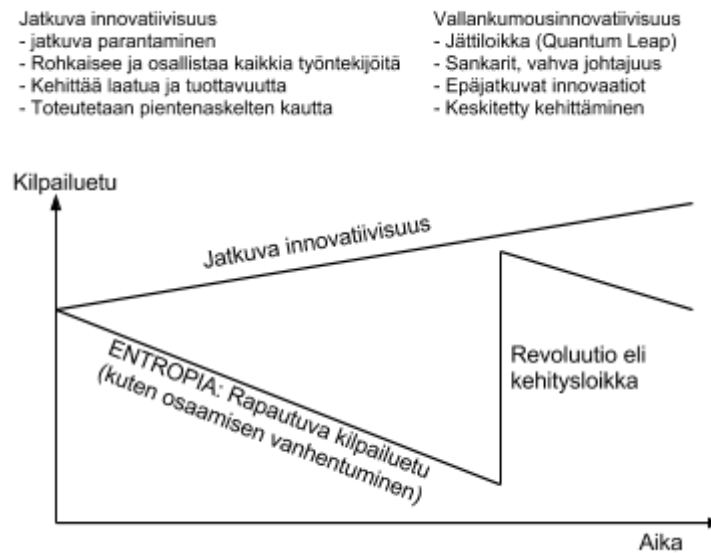 Jatkuva innovatiivisuus
- jatkuva parantaminen
- Rohkaisee ja osallistaa kaikkia työntekijöitä
- Kehittää laatua ja tuottavuutta
- Toteutetaan pientenaskelten kautta
Vallankumousinnovatiivisuus
- Jättiloikka (Quantum Leap)
- Sankarit, vahva johtajuus
- Epäjatkuvat innovaatiot
- Keskitetty kehittäminen
Kilpailuetu
Jatkuva innovatiivisuus
ENTROPIA: Rapautuva kilpailuetu
(kuten osaamisen vanhentuminen)
Revoluutio eli
kehitysloikka
Aika